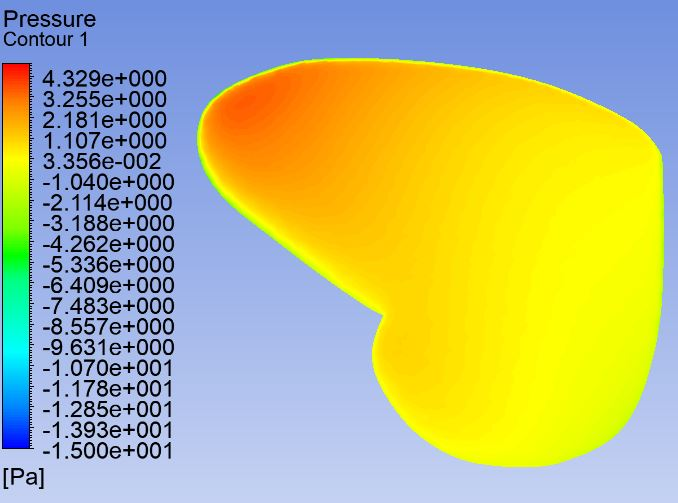 Pressure
Contour 1
4.329e+000
3.255e+000
2.181e+000
1.107e+000
3.356e-002
-1.040e+000
-2.114e+000
-3.188e+000
-4.262e+000
-5.336e+000
-6.409e+000
-7.483e+000
-8.557e+000
-9.631e+000
-1.070e+001
-1.178e+001
-1.285e+001
-1.393e+001
-1.500e+001
[Pa]